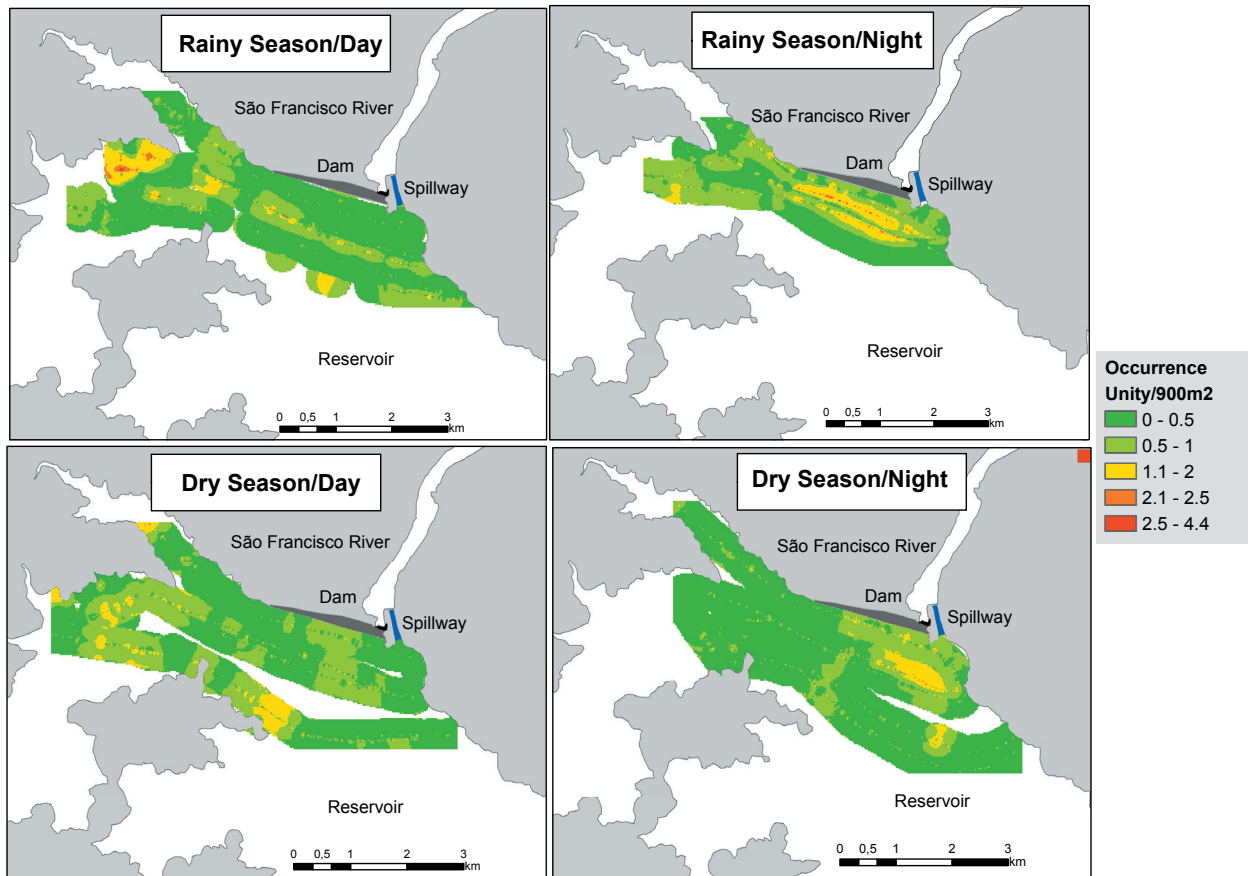 Rainy Season/Day
São Francisco River
Dam
Spillway
Reservoir
0 0,5 1 2 3
km
Rainy Season/Night
São Francisco River
Dam
Spillway
Reservoir
0 0,5 1 2 3
km
Occurrence
Unity/900m2
0 - 0.5
0.5 - 1
1.1 - 2
2.1 - 2.5
2.5 - 4.4
Dry Season/Day
São Francisco River
Dam
Spillway
Reservoir
0 0,5 1 2 3
km
Dry Season/Night
São Francisco River
Dam
Spillway
Reservoir
0 0,5 1 2 3
km